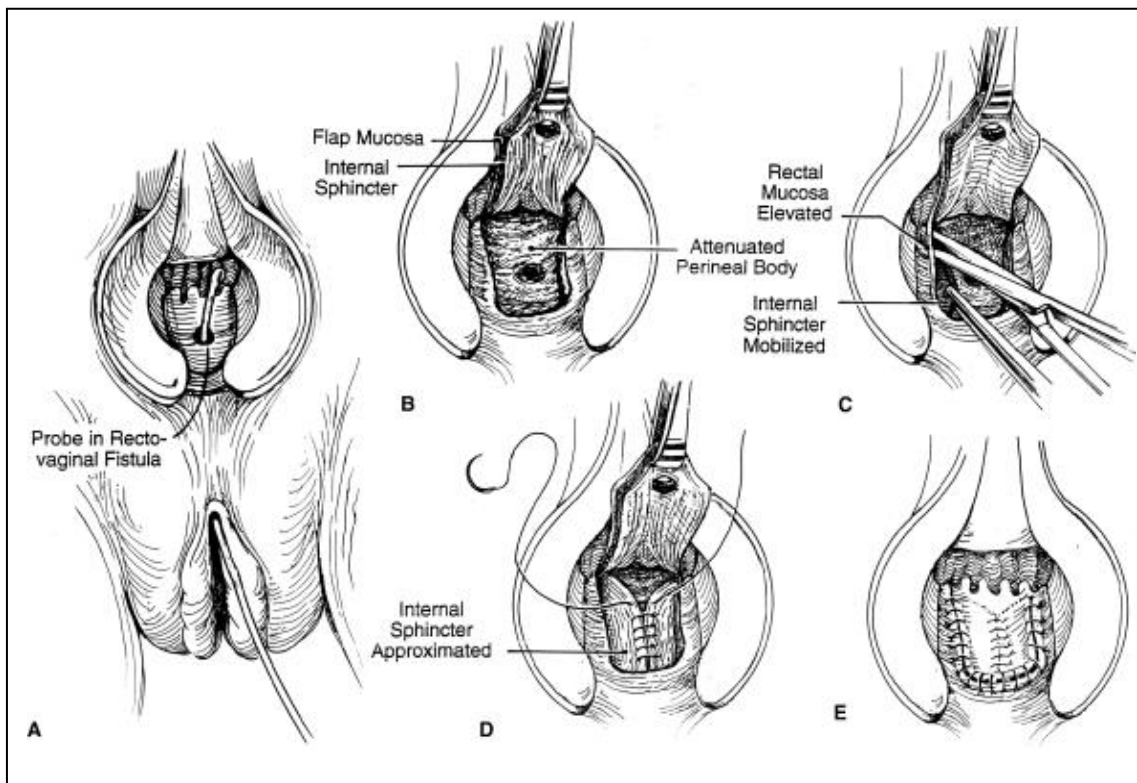 Flap Mucosa
Internal
Sphincter
Rectal
Mucosa
Elevated
Attenuated
Perineal Body
Internal
Sphincter
Mobilized
B
C
Probe in Recto-
vaginal Fistula
Internal
Sphincter
Approximated
A
D
E